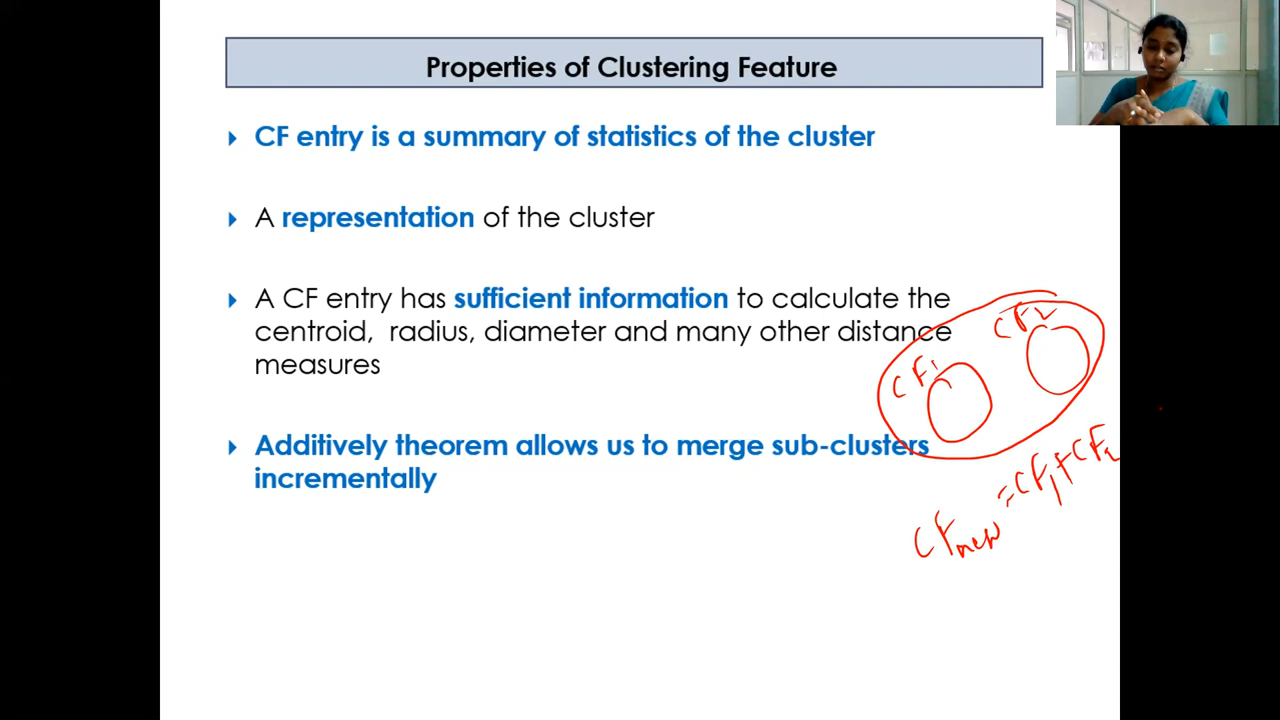 Properties of Clustering Feature
CF entry is a summary of statistics of the cluster
A representation of the cluster
A CF entry has sufficient information to calculate the
centroid, radius, diameter and many other distance
measures
Additively theorem allows us to merge sub-clusters
incrementally
CF1
CF2
CFnew = CF1 + CF2